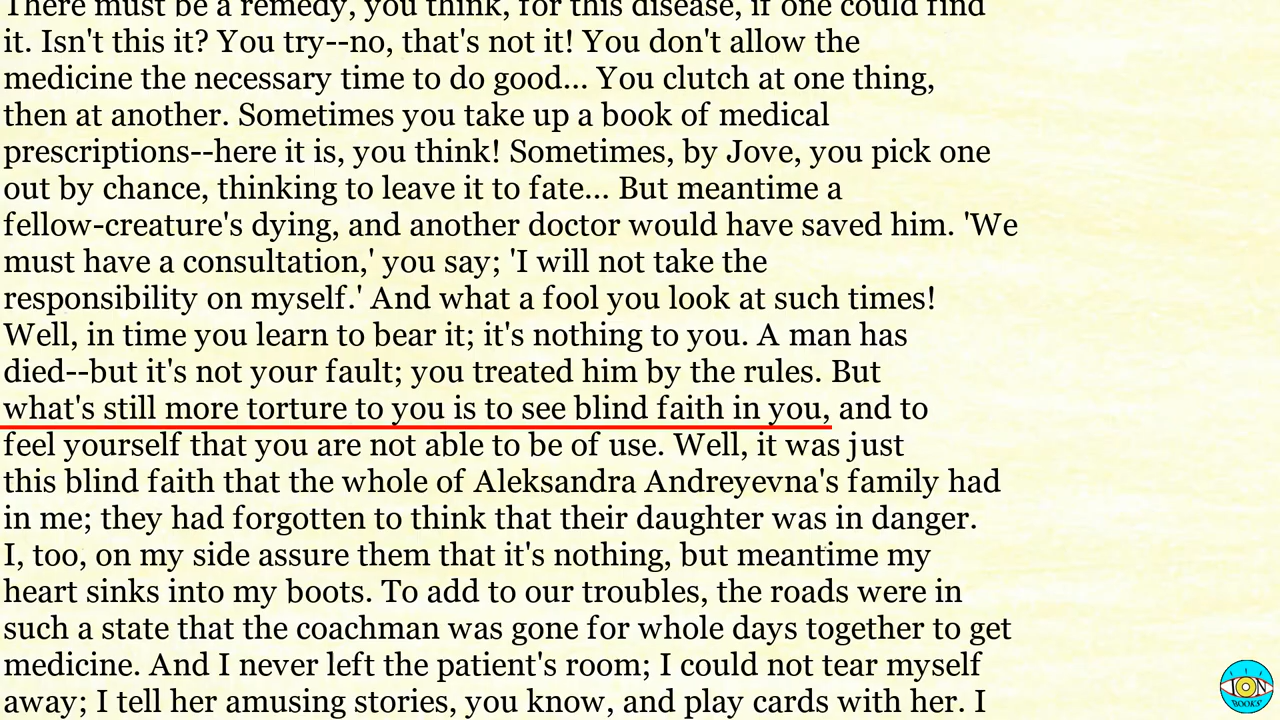 There must be a remedy, you think, for this disease, if one could find
it. Isn't this it? You try--no, that's not it! You don't allow the
medicine the necessary time to do good... You clutch at one thing,
then at another. Sometimes you take up a book of medical
prescriptions--here it is, you think! Sometimes, by Jove, you pick one
out by chance, thinking to leave it to fate... But meantime a
fellow-creature's dying, and another doctor would have saved him. 'We
must have a consultation,' you say; 'I will not take the
responsibility on myself.' And what a fool you look at such times!
Well, in time you learn to bear it; it's nothing to you. A man has
died--but it's not your fault; you treated him by the rules. But
what's still more torture to you is to see blind faith in you, and to
feel yourself that you are not able to be of use. Well, it was just
this blind faith that the whole of Aleksandra Andreyevna's family had
in me; they had forgotten to think that their daughter was in danger.
I, too, on my side assure them that it's nothing, but meantime my
heart sinks into my boots. To add to our troubles, the roads were in
such a state that the coachman was gone for whole days together to get
medicine. And I never left the patient's room; I could not tear myself
away; I tell her amusing stories, you know, and play cards with her. I
ION
BOOKS